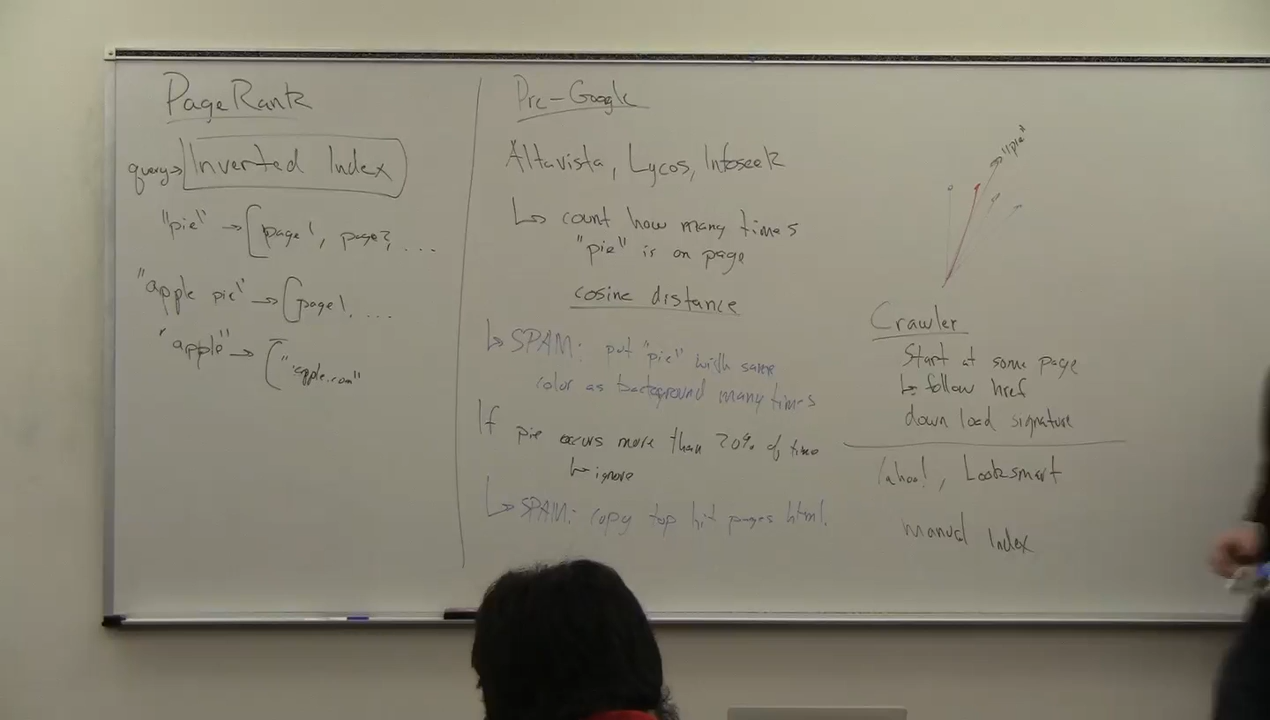 PageRank
query→ Inverted Index
"pie" → [page1, page2, ...
"apple pie" → [page1, ...
"apple" → ["apple.com"
Pre-Google
Altavista, Lycos, Infoseek
↳ count how many times
"pie" is on page
cosine distance
↳ SPAM: put "pie" with same
color as background many times
If pie occurs more than 20% of time
↳ ignore
↳ SPAM: copy top hit pages html.
"pie"
Crawler
Start at some page
↳ follow href
down load signature
Yahoo!, Looksmart
manual Index